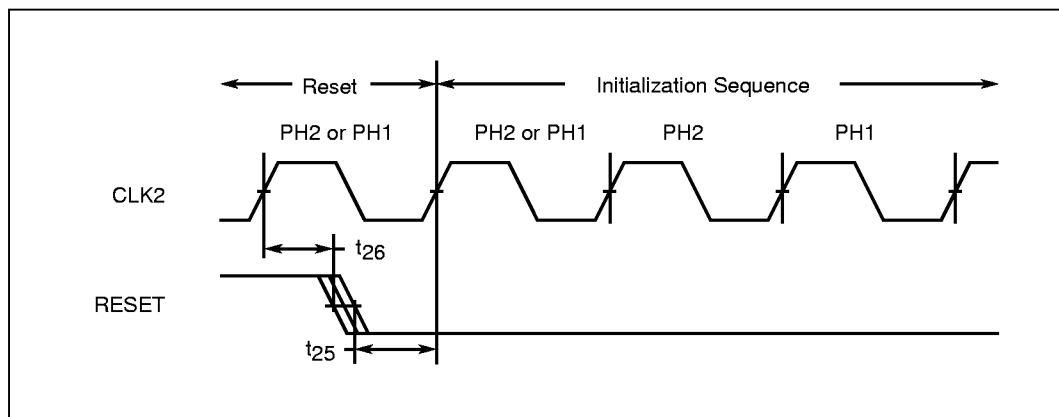 Reset Initialization Sequence
PH2 or PH1 PH2 or PH1 PH2 PH1
CLK2
t26
RESET
t25